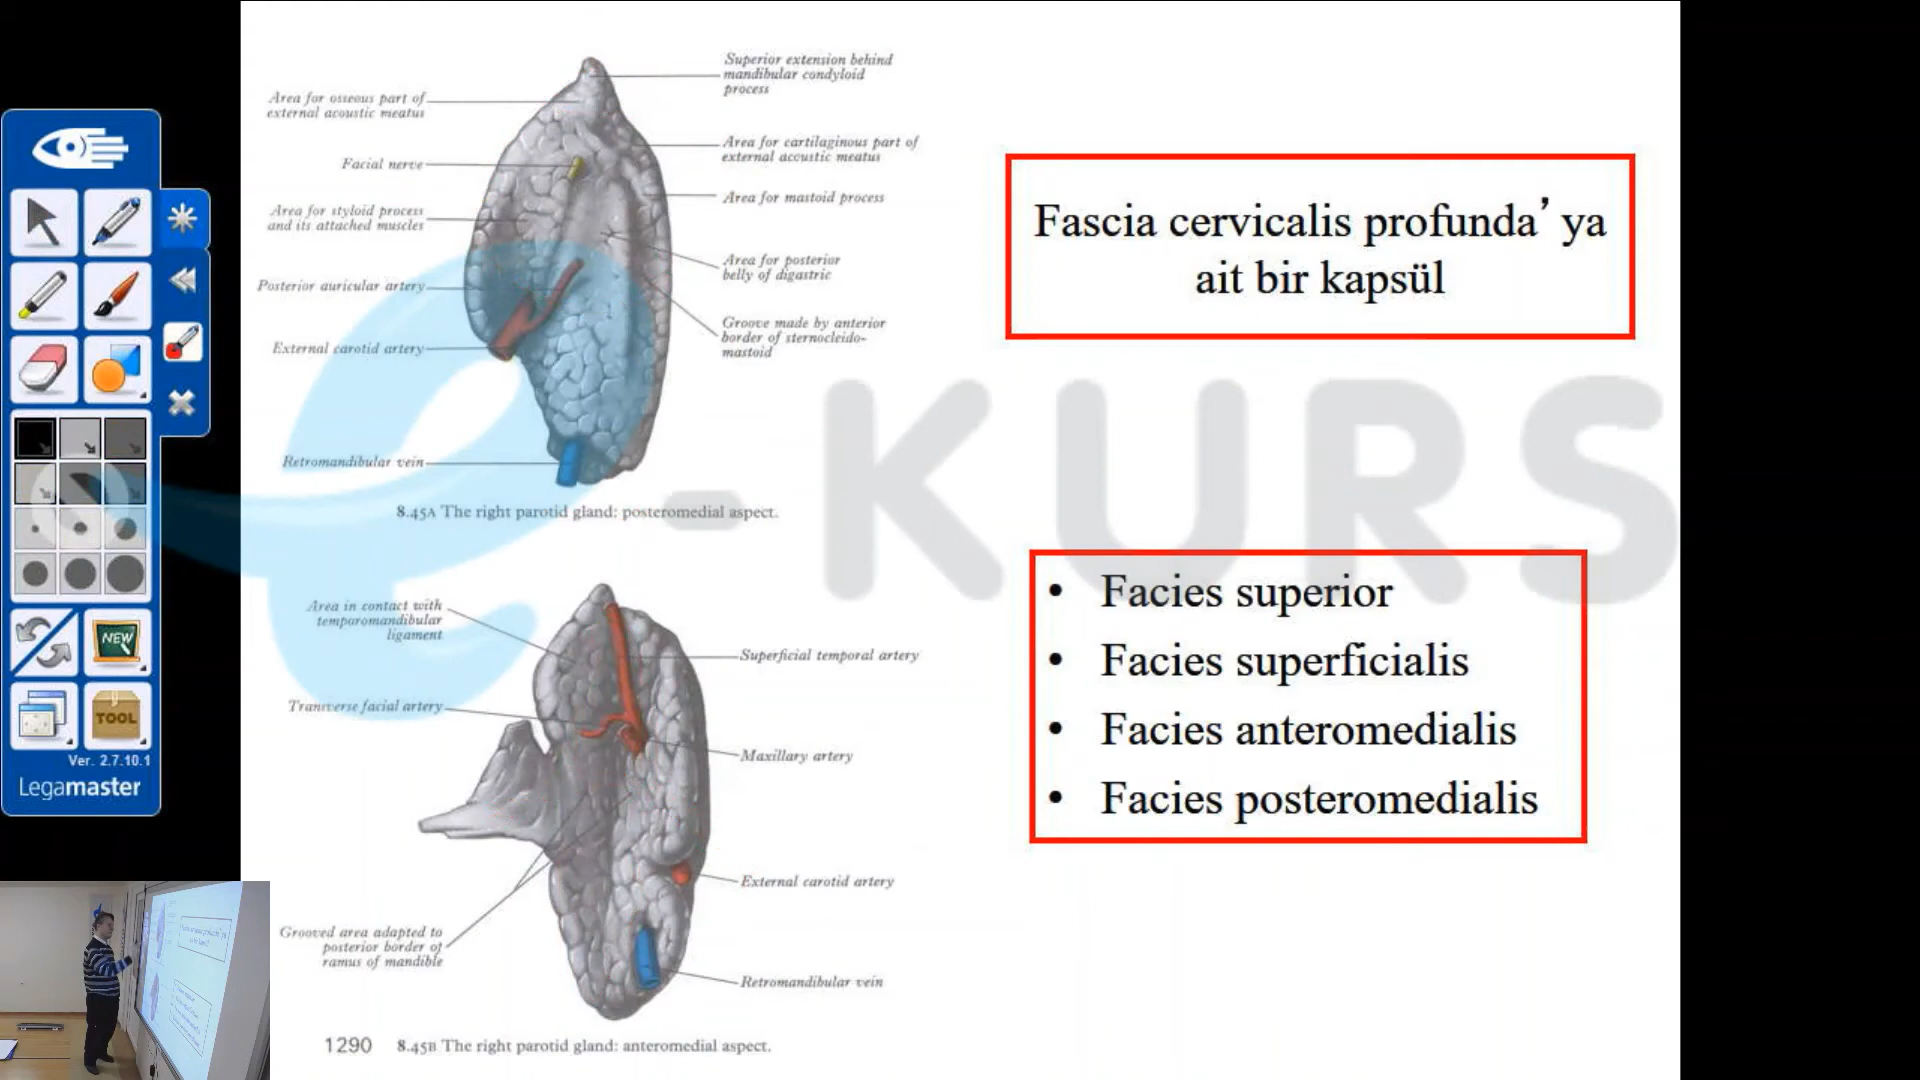 Superior extension behind
mandibular condyloid
process
Area for osseous part of
external acoustic meatus
Area for cartilaginous part of
external acoustic meatus
Facial nerve
Area for mastoid process
Area for styloid process
and its attached muscles
Area for posterior
belly of digastric
Posterior auricular artery
Groove made by anterior
border of sternocleido-
mastoid
External carotid artery
Retromandibular vein
8.45A The right parotid gland: posteromedial aspect.
Fascia cervicalis profunda’ ya
ait bir kapsül
e-KURS
Area in contact with
temporomandibular
ligament
Superficial temporal artery
Transverse facial artery
Maxillary artery
External carotid artery
Grooved area adapted to
posterior border of
ramus of mandible
Retromandibular vein
1290 8.45B The right parotid gland: anteromedial aspect.
• Facies superior
• Facies superficialis
• Facies anteromedialis
• Facies posteromedialis
NEW
TOOL
Ver. 2.7.10.1
Legamaster